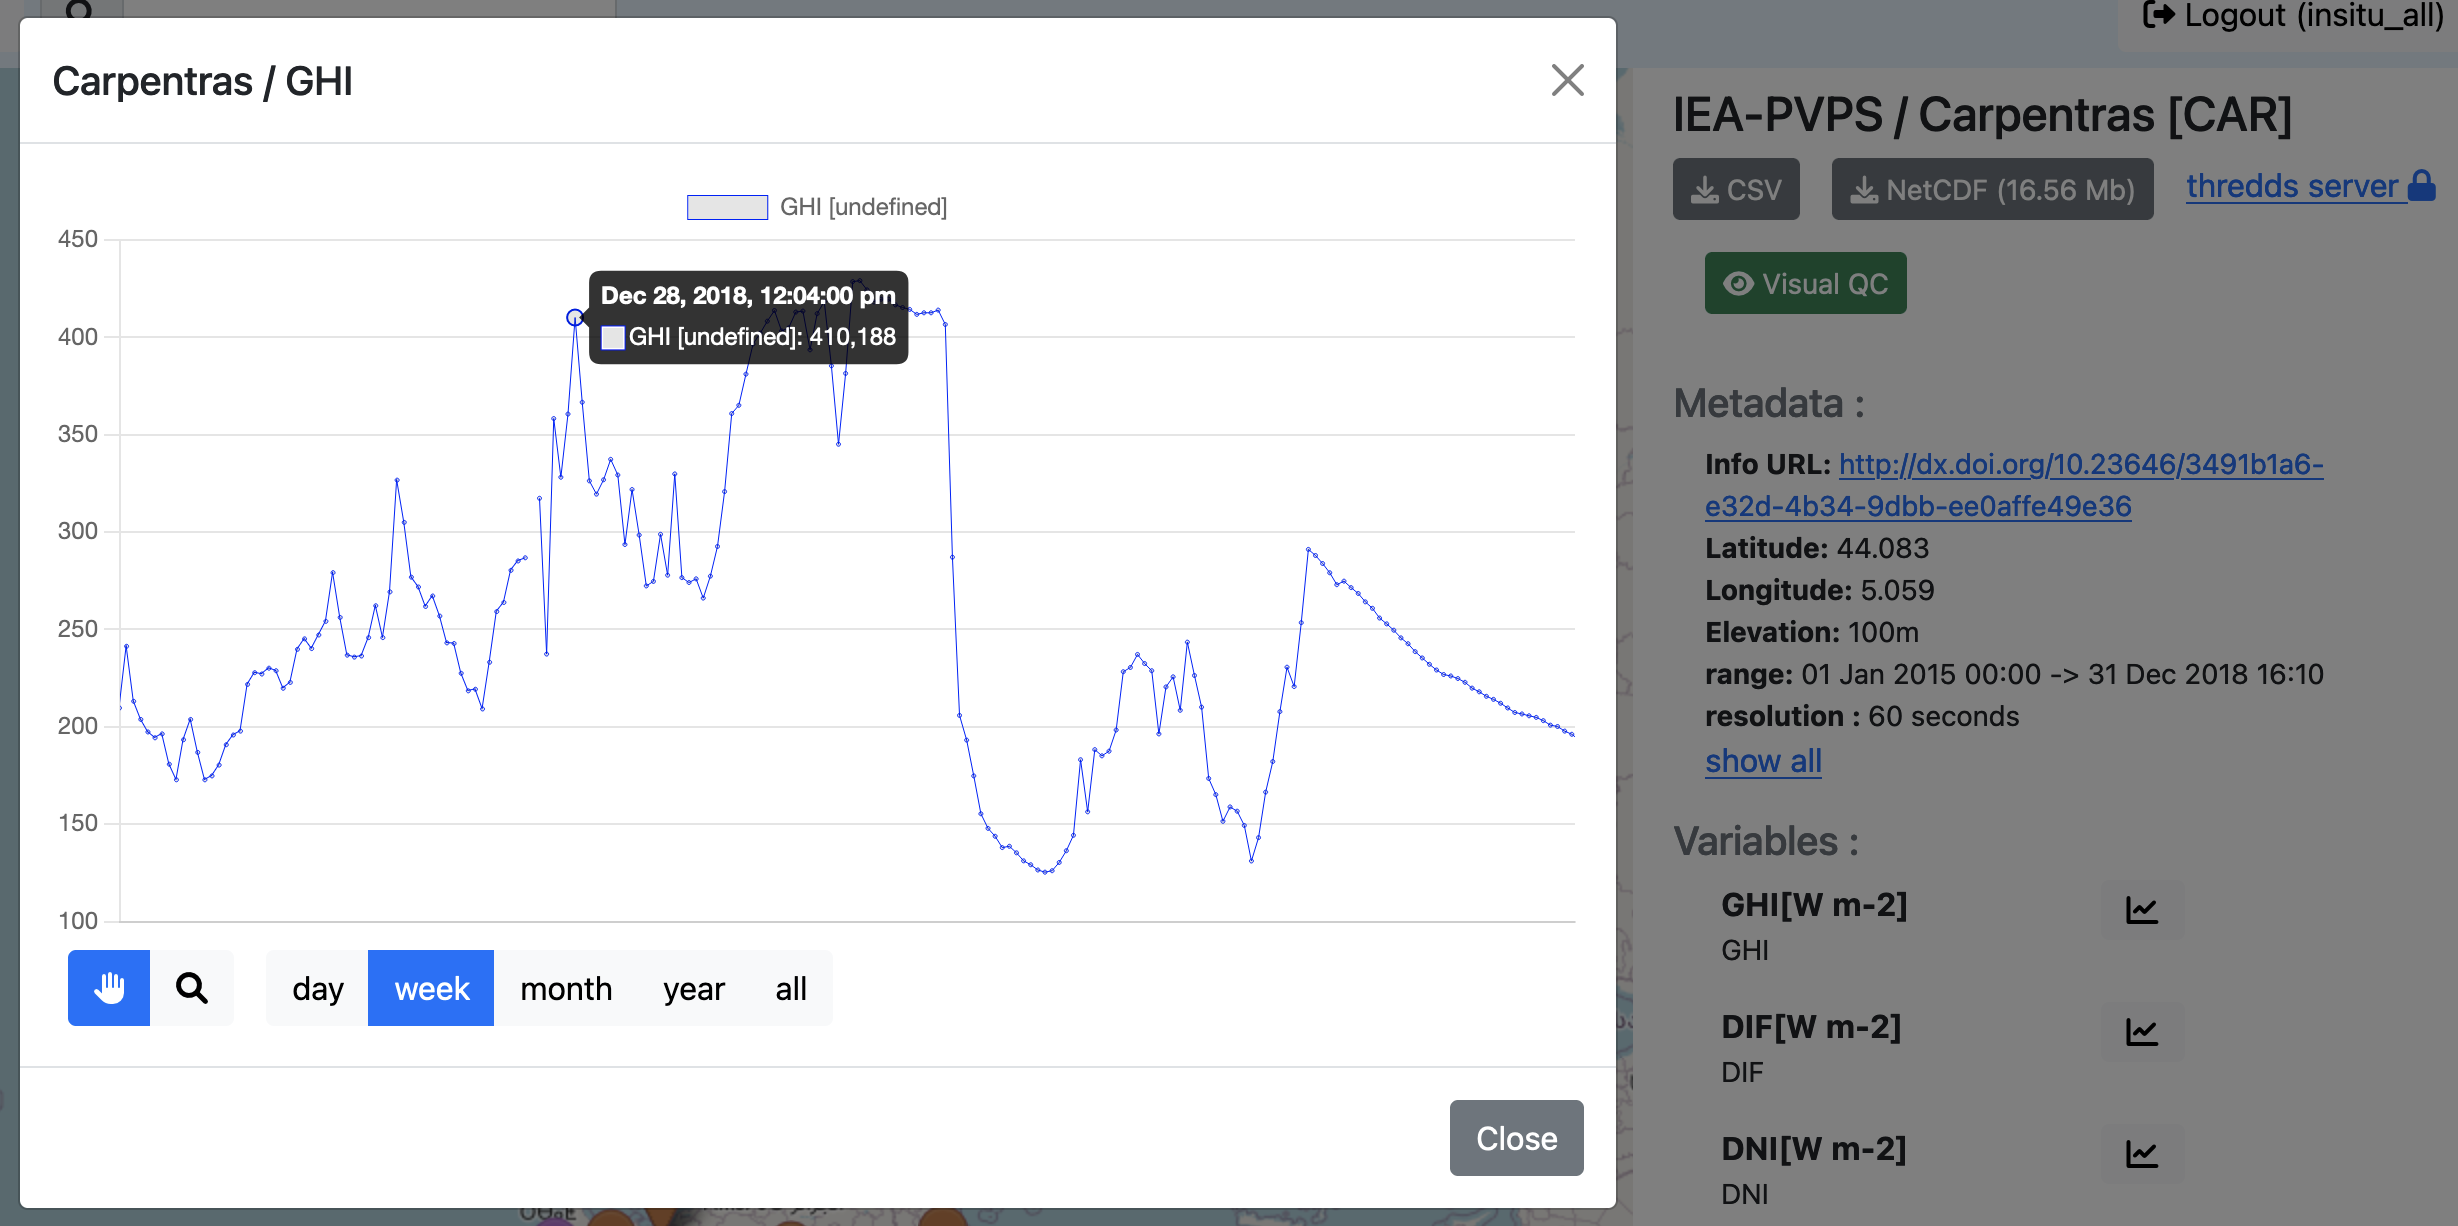 Logout (insitu_all)
Carpentras / GHI
GHI [undefined]
450
400
350
300
250
200
150
100
Dec 28, 2018, 12:04:00 pm
GHI [undefined]: 410,188
day week month year all
Close
IEA-PVPS / Carpentras [CAR]
CSV NetCDF (16.56 Mb) thredds server
Visual QC
Metadata :
Info URL: http://dx.doi.org/10.23646/3491b1a6-
e32d-4b34-9dbb-ee0affe49e36
Latitude: 44.083
Longitude: 5.059
Elevation: 100m
range: 01 Jan 2015 00:00 -> 31 Dec 2018 16:10
resolution : 60 seconds
show all
Variables :
GHI[W m-2]
GHI
DIF[W m-2]
DIF
DNI[W m-2]
DNI